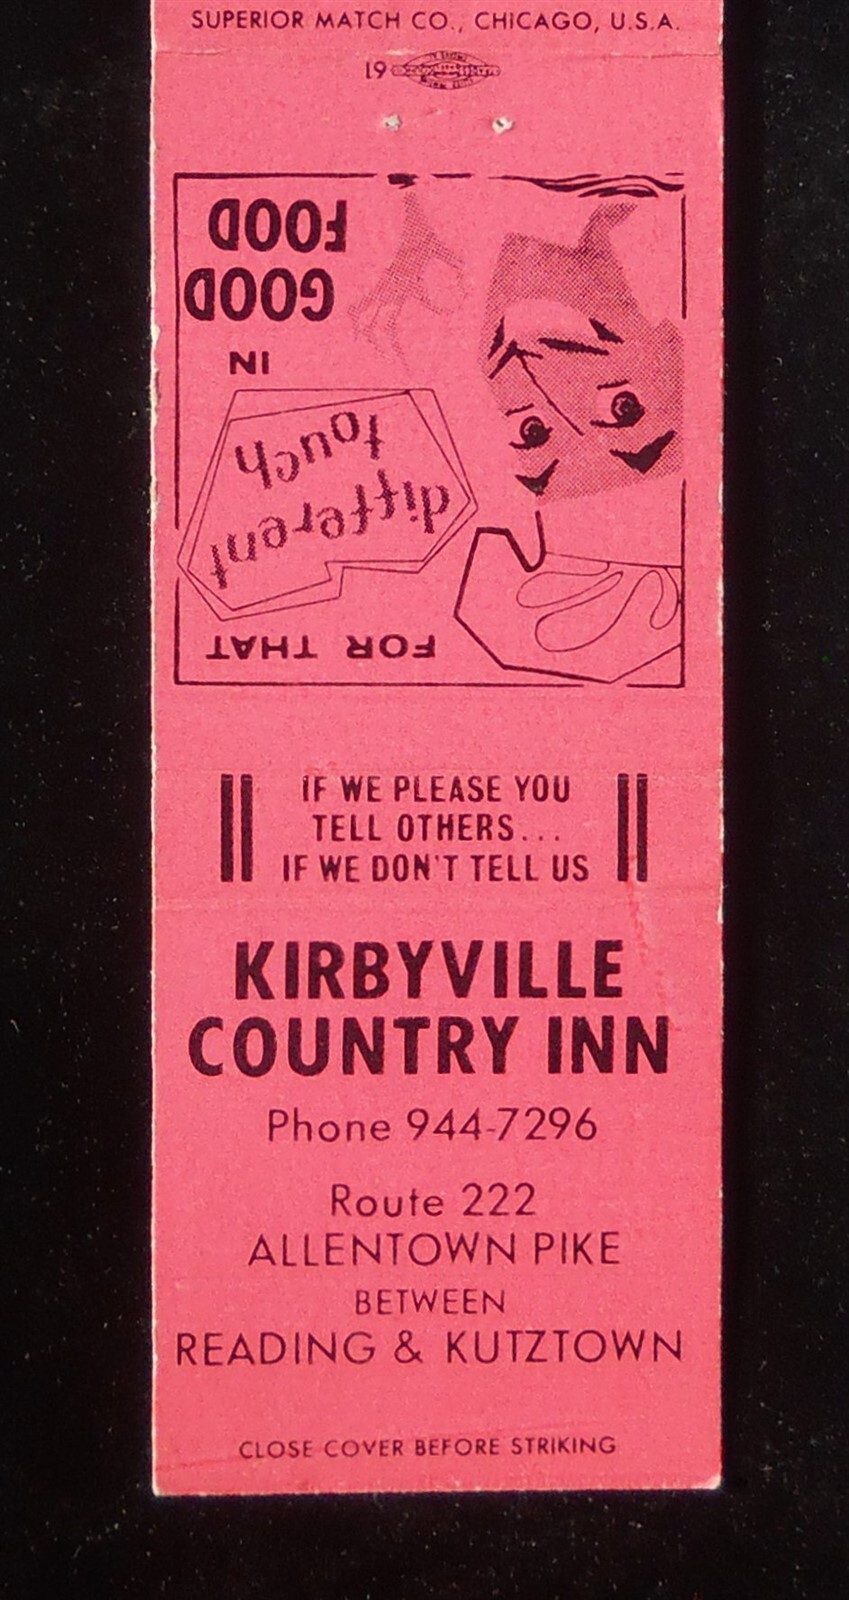 SUPERIOR MATCH CO., CHICAGO, U.S.A.
19
FOR THAT
different
touch
IN
GOOD
FOOD
IF WE PLEASE YOU
TELL OTHERS...
IF WE DON'T TELL US
KIRBYVILLE
COUNTRY INN
Phone 944-7296
Route 222
ALLENTOWN PIKE
BETWEEN
READING & KUTZTOWN
CLOSE COVER BEFORE STRIKING